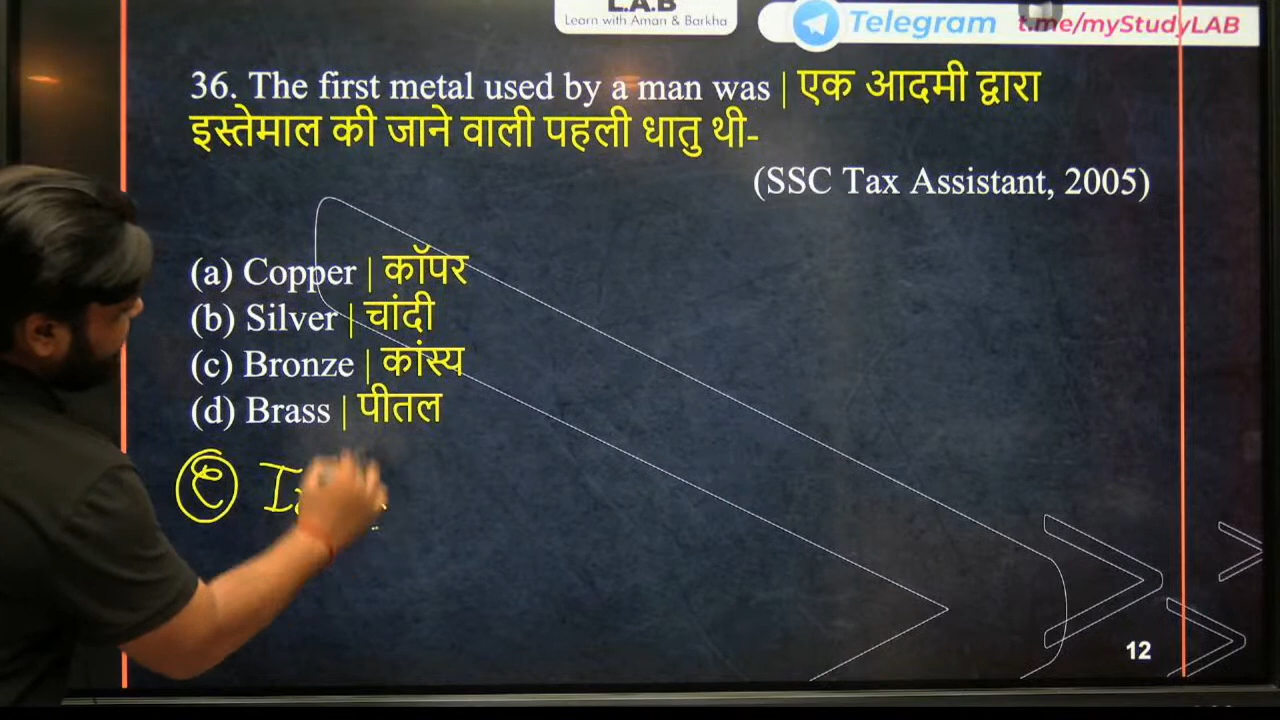 L.A.B
Learn with Aman & Barkha
Telegram t.me/myStudyLAB
36. The first metal used by a man was | एक आदमी द्वारा
इस्तेमाल की जाने वाली पहली धातु थी-
(SSC Tax Assistant, 2005)
(a) Copper | कॉपर
(b) Silver | चांदी
(c) Bronze | कांस्य
(d) Brass | पीतल
12